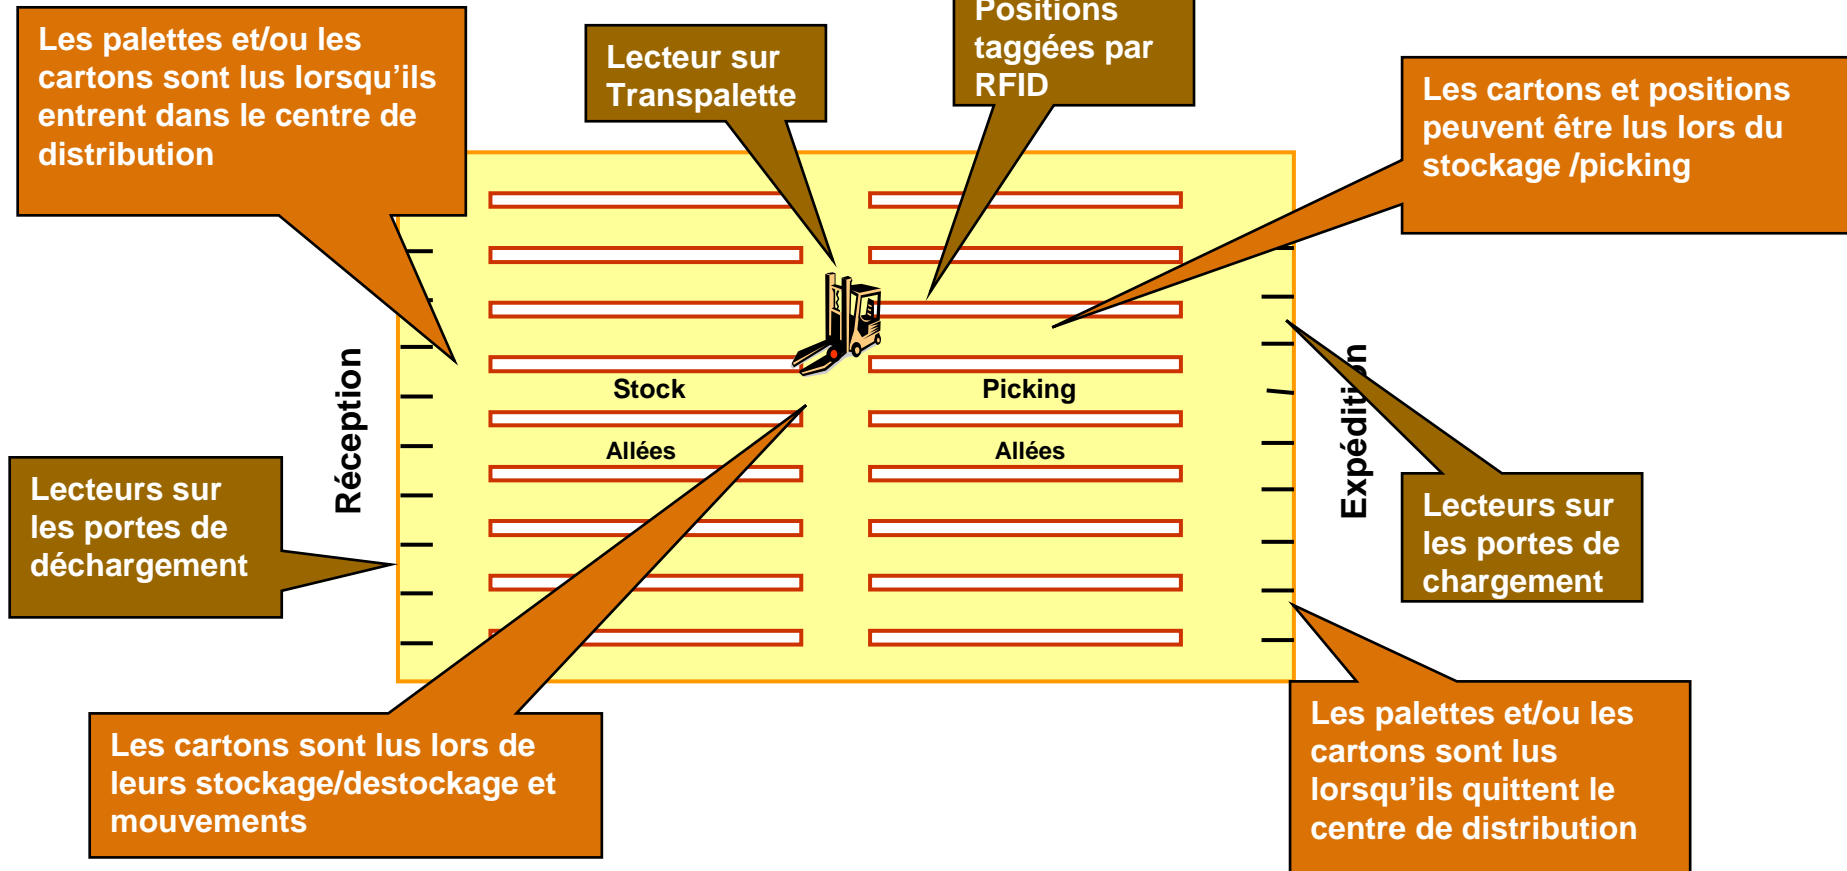 Les palettes et/ou les
cartons sont lus lorsqu'ils
entrent dans le centre de
distribution
Lecteur sur
Transpalette
Positions
taggées par
RFID
Les cartons et positions
peuvent être lus lors du
stockage /picking
Réception
Stock
Allées
Picking
Allées
Expédition
Lecteurs sur
les portes de
déchargement
Lecteurs sur
les portes de
chargement
Les cartons sont lus lors de
leurs stockage/destockage et
mouvements
Les palettes et/ou les
cartons sont lus
lorsqu'ils quittent le
centre de distribution